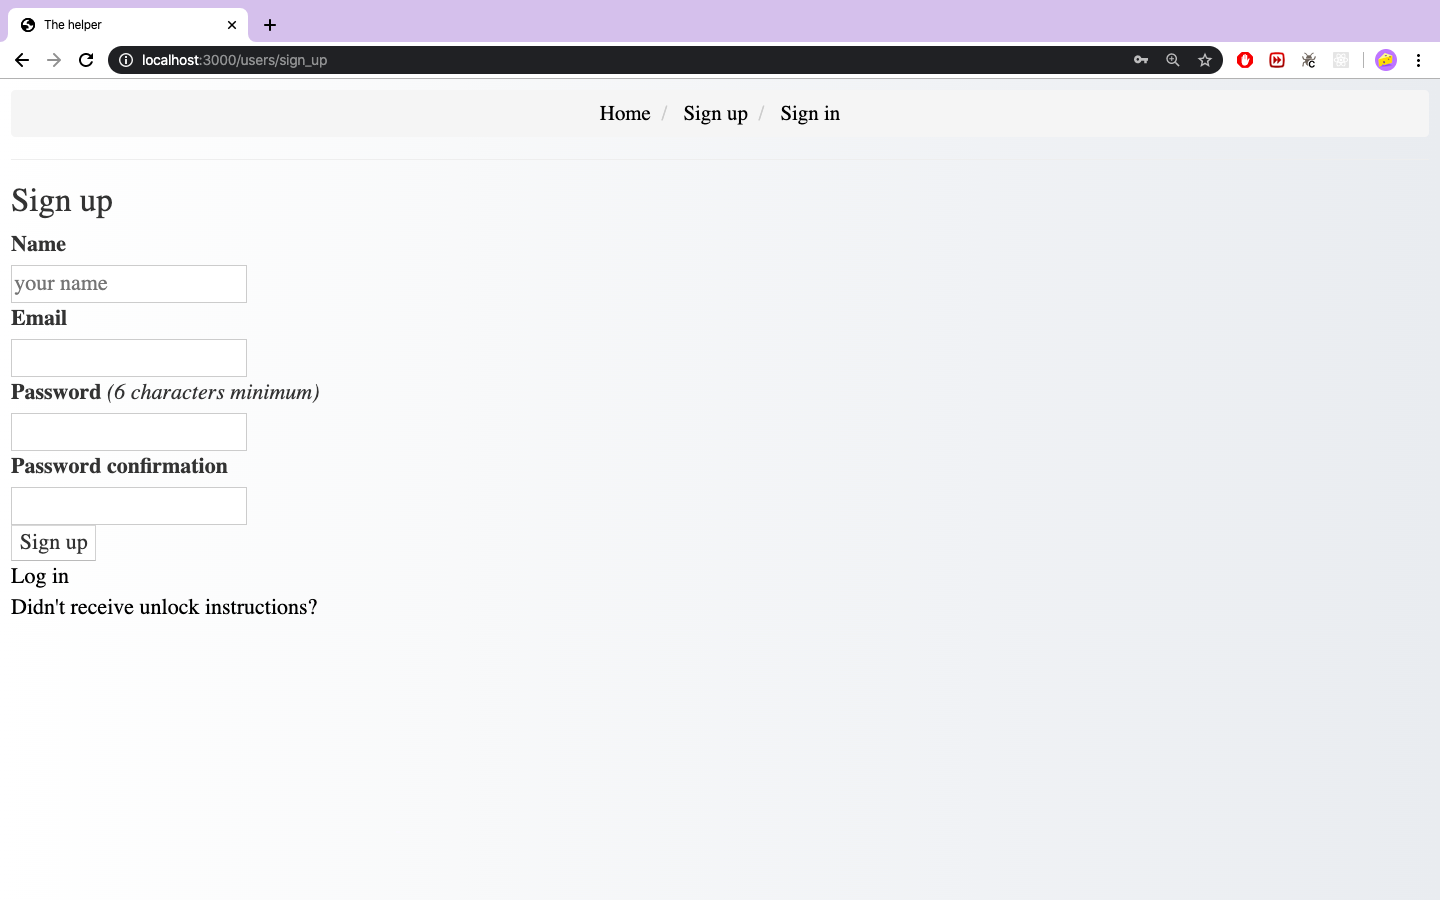 The helper
localhost:3000/users/sign_up
Home / Sign up / Sign in
Sign up
Name
your name
Email
Password (6 characters minimum)
Password confirmation
Sign up
Log in
Didn't receive unlock instructions?